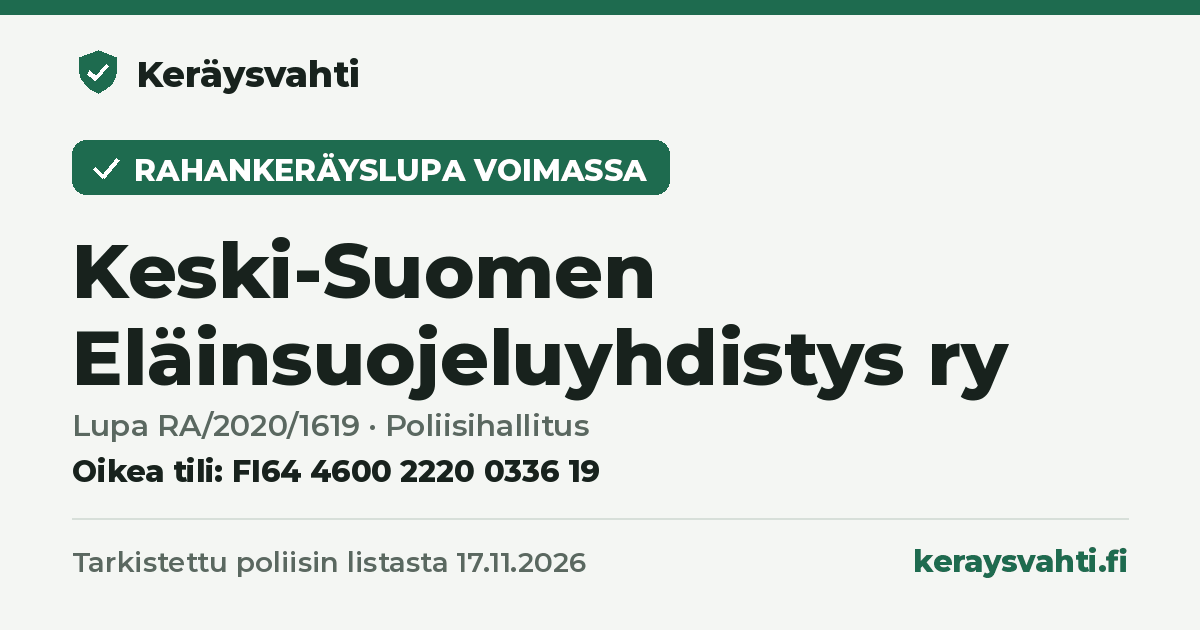 Keräysvahti
RAHANKERÄYSLUPA VOIMASSA
Keski-Suomen
Eläinsuojeluyhdistys ry
Lupa RA/2020/1619 · Poliisihallitus
Oikea tili: FI64 4600 2220 0336 19
Tarkistettu poliisin listasta 17.11.2026
keraysvahti.fi